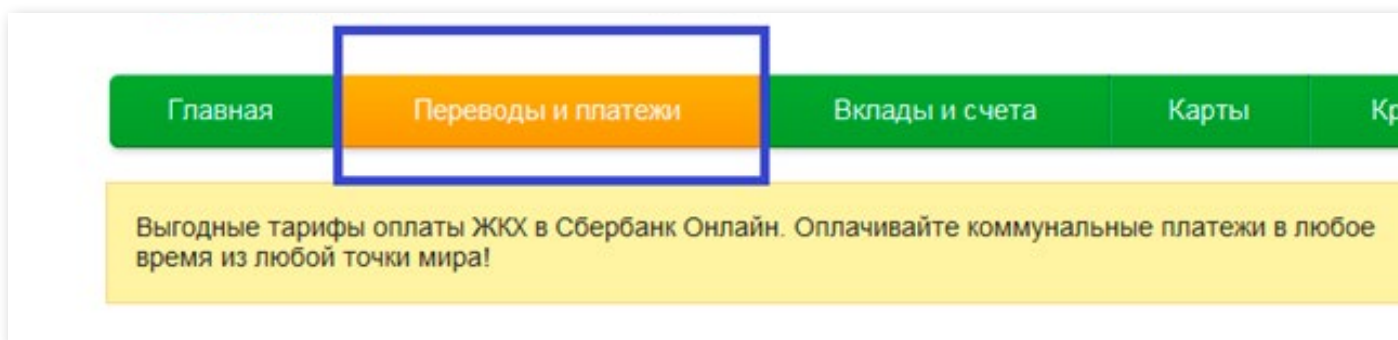 Главная Переводы и платежи Вклады и счета Карты
Выгодные тарифы оплаты ЖКХ в Сбербанк Онлайн. Оплачивайте коммунальные платежи в любое
время из любой точки мира!